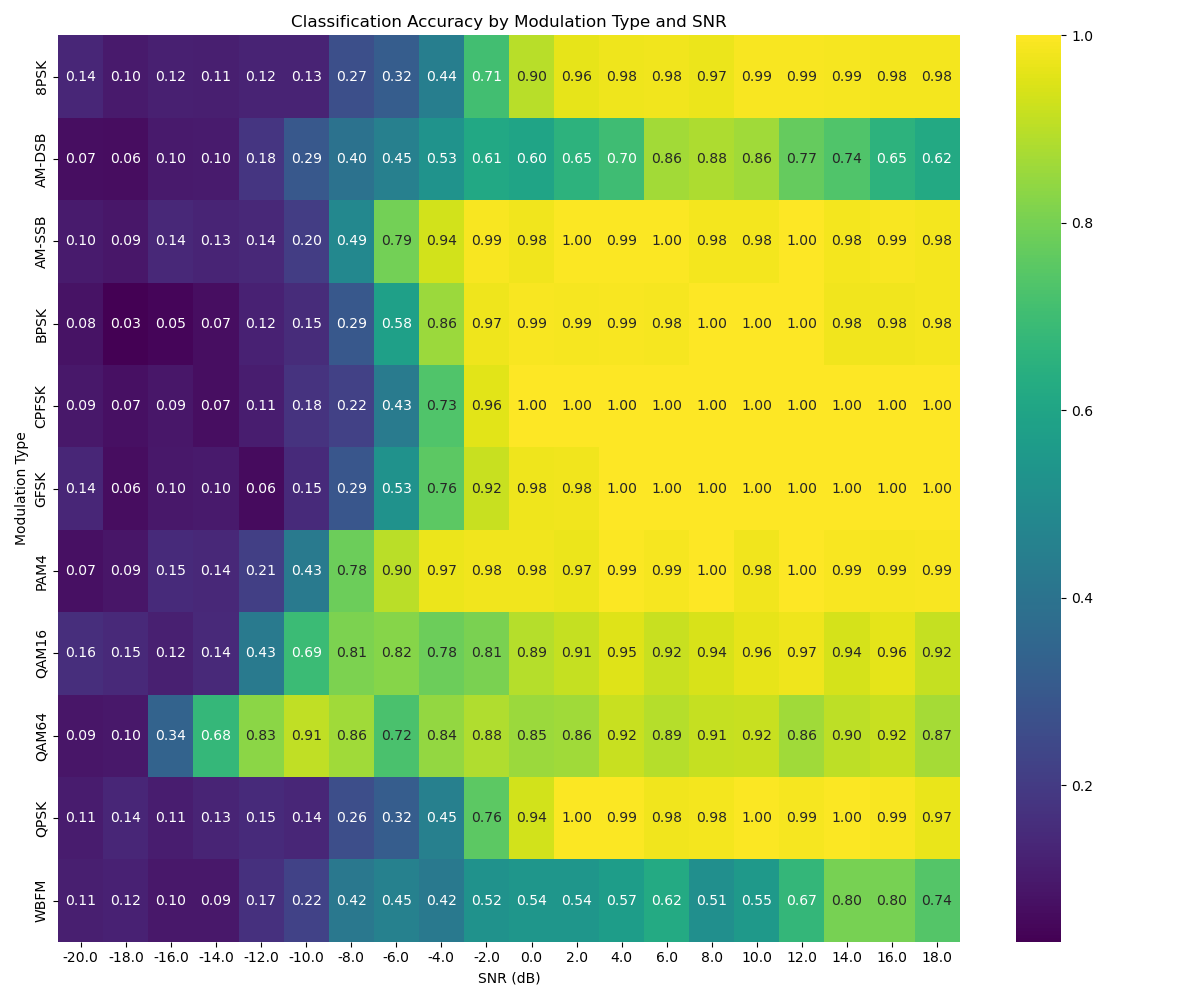 Classification Accuracy by Modulation Type and SNR
8PSK 0.14 0.10 0.12 0.11 0.12 0.13 0.27 0.32 0.44 0.71 0.90 0.96 0.98 0.98 0.97 0.99 0.99 0.99 0.98 0.98
AM-DSB 0.07 0.06 0.10 0.10 0.18 0.29 0.40 0.45 0.53 0.61 0.60 0.65 0.70 0.86 0.88 0.86 0.77 0.74 0.65 0.62
AM-SSB 0.10 0.09 0.14 0.13 0.14 0.20 0.49 0.79 0.94 0.99 0.98 1.00 0.99 1.00 0.98 0.98 1.00 0.98 0.99 0.98
BPSK 0.08 0.03 0.05 0.07 0.12 0.15 0.29 0.58 0.86 0.97 0.99 0.99 0.99 0.98 1.00 1.00 1.00 0.98 0.98 0.98
CPFSK 0.09 0.07 0.09 0.07 0.11 0.18 0.22 0.43 0.73 0.96 1.00 1.00 1.00 1.00 1.00 1.00 1.00 1.00 1.00 1.00
GFSK 0.14 0.06 0.10 0.10 0.06 0.15 0.29 0.53 0.76 0.92 0.98 0.98 1.00 1.00 1.00 1.00 1.00 1.00 1.00 1.00
PAM4 0.07 0.09 0.15 0.14 0.21 0.43 0.78 0.90 0.97 0.98 0.98 0.97 0.99 0.99 1.00 0.98 1.00 0.99 0.99 0.99
QAM16 0.16 0.15 0.12 0.14 0.43 0.69 0.81 0.82 0.78 0.81 0.89 0.91 0.95 0.92 0.94 0.96 0.97 0.94 0.96 0.92
QAM64 0.09 0.10 0.34 0.68 0.83 0.91 0.86 0.72 0.84 0.88 0.85 0.86 0.92 0.89 0.91 0.92 0.86 0.90 0.92 0.87
QPSK 0.11 0.14 0.11 0.13 0.15 0.14 0.26 0.32 0.45 0.76 0.94 1.00 0.99 0.98 0.98 1.00 0.99 1.00 0.99 0.97
WBFM 0.11 0.12 0.10 0.09 0.17 0.22 0.42 0.45 0.42 0.52 0.54 0.54 0.57 0.62 0.51 0.55 0.67 0.80 0.80 0.74
-20.0 -18.0 -16.0 -14.0 -12.0 -10.0 -8.0 -6.0 -4.0 -2.0 0.0 2.0 4.0 6.0 8.0 10.0 12.0 14.0 16.0 18.0
SNR (dB)
Modulation Type
1.0
0.8
0.6
0.4
0.2